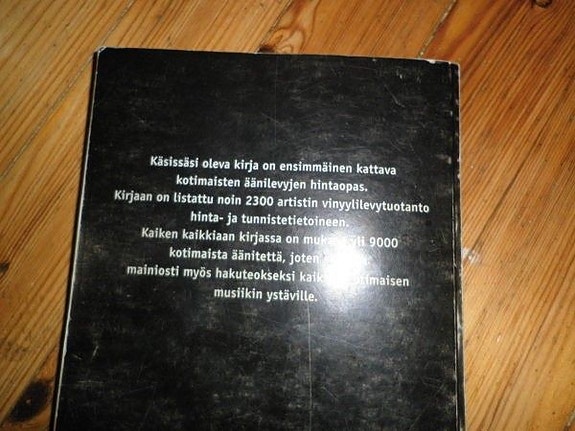 Käsissäsi oleva kirja on ensimmäinen kattava
kotimaisten äänilevyjen hintaopas.
Kirjaan on listattu noin 2300 artistin vinyylilevytuotanto
hinta- ja tunnistetietoineen.
Kaiken kaikkiaan kirjassa on yli 9000
kotimaista äänitettä, joten
mainiosti myös hakuteokseksi
musiikin ystäville.